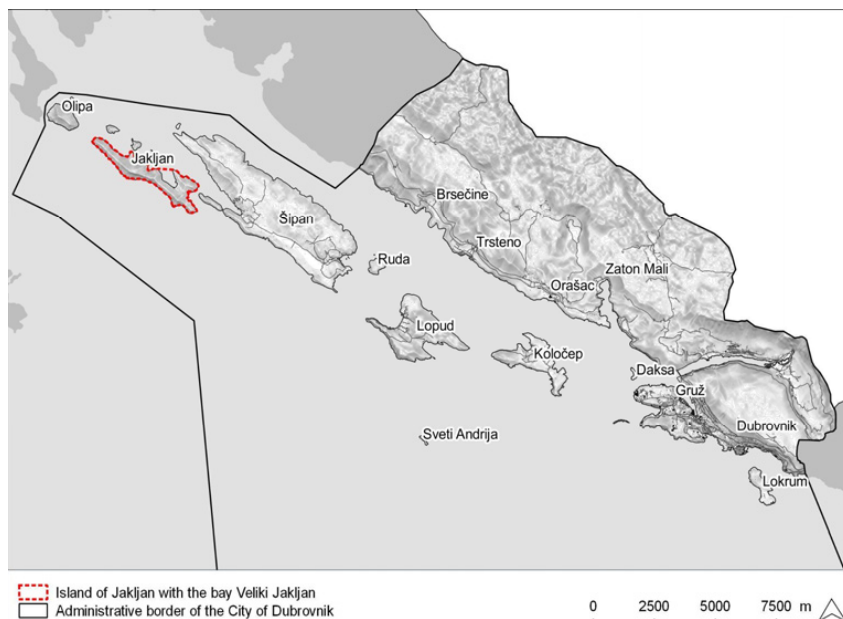 Olipa
Jakljan
Šipan
Brsečine
Trsteno
Ruda
Zaton Mali
Orašac
Lopud
Koločep
Daksa
Gruž
Dubrovnik
Sveti Andrija
Lokrum
Island of Jakljan with the bay Veliki Jakljan
Administrative border of the City of Dubrovnik
0 2500 5000 7500 m